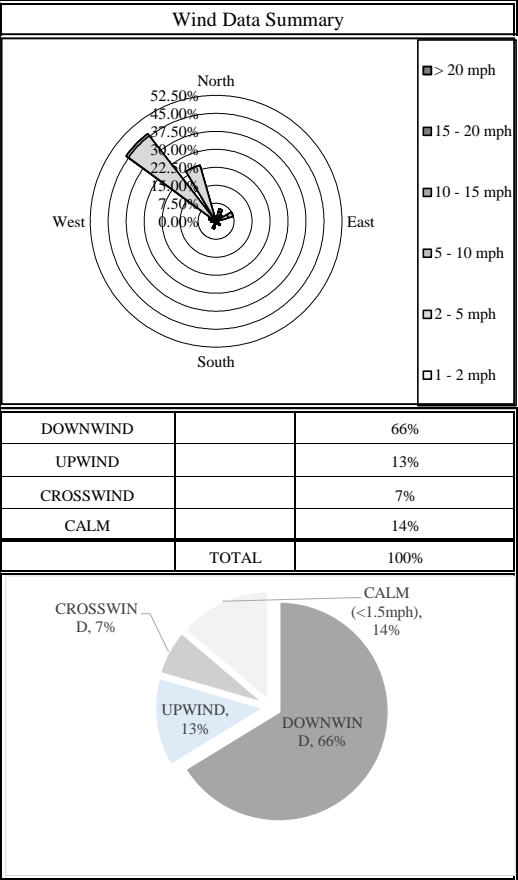 Wind Data Summary
North
52.50%
45.00%
37.50%
30.00%
22.50%
15.00%
7.50%
0.00%
West
East
South
> 20 mph
15 - 20 mph
10 - 15 mph
5 - 10 mph
2 - 5 mph
1 - 2 mph
DOWNWIND 66%
UPWIND 13%
CROSSWIND 7%
CALM 14%
TOTAL 100%
CROSSWIN
D, 7%
CALM
(<1.5mph),
14%
UPWIND,
13%
DOWNWIN
D, 66%